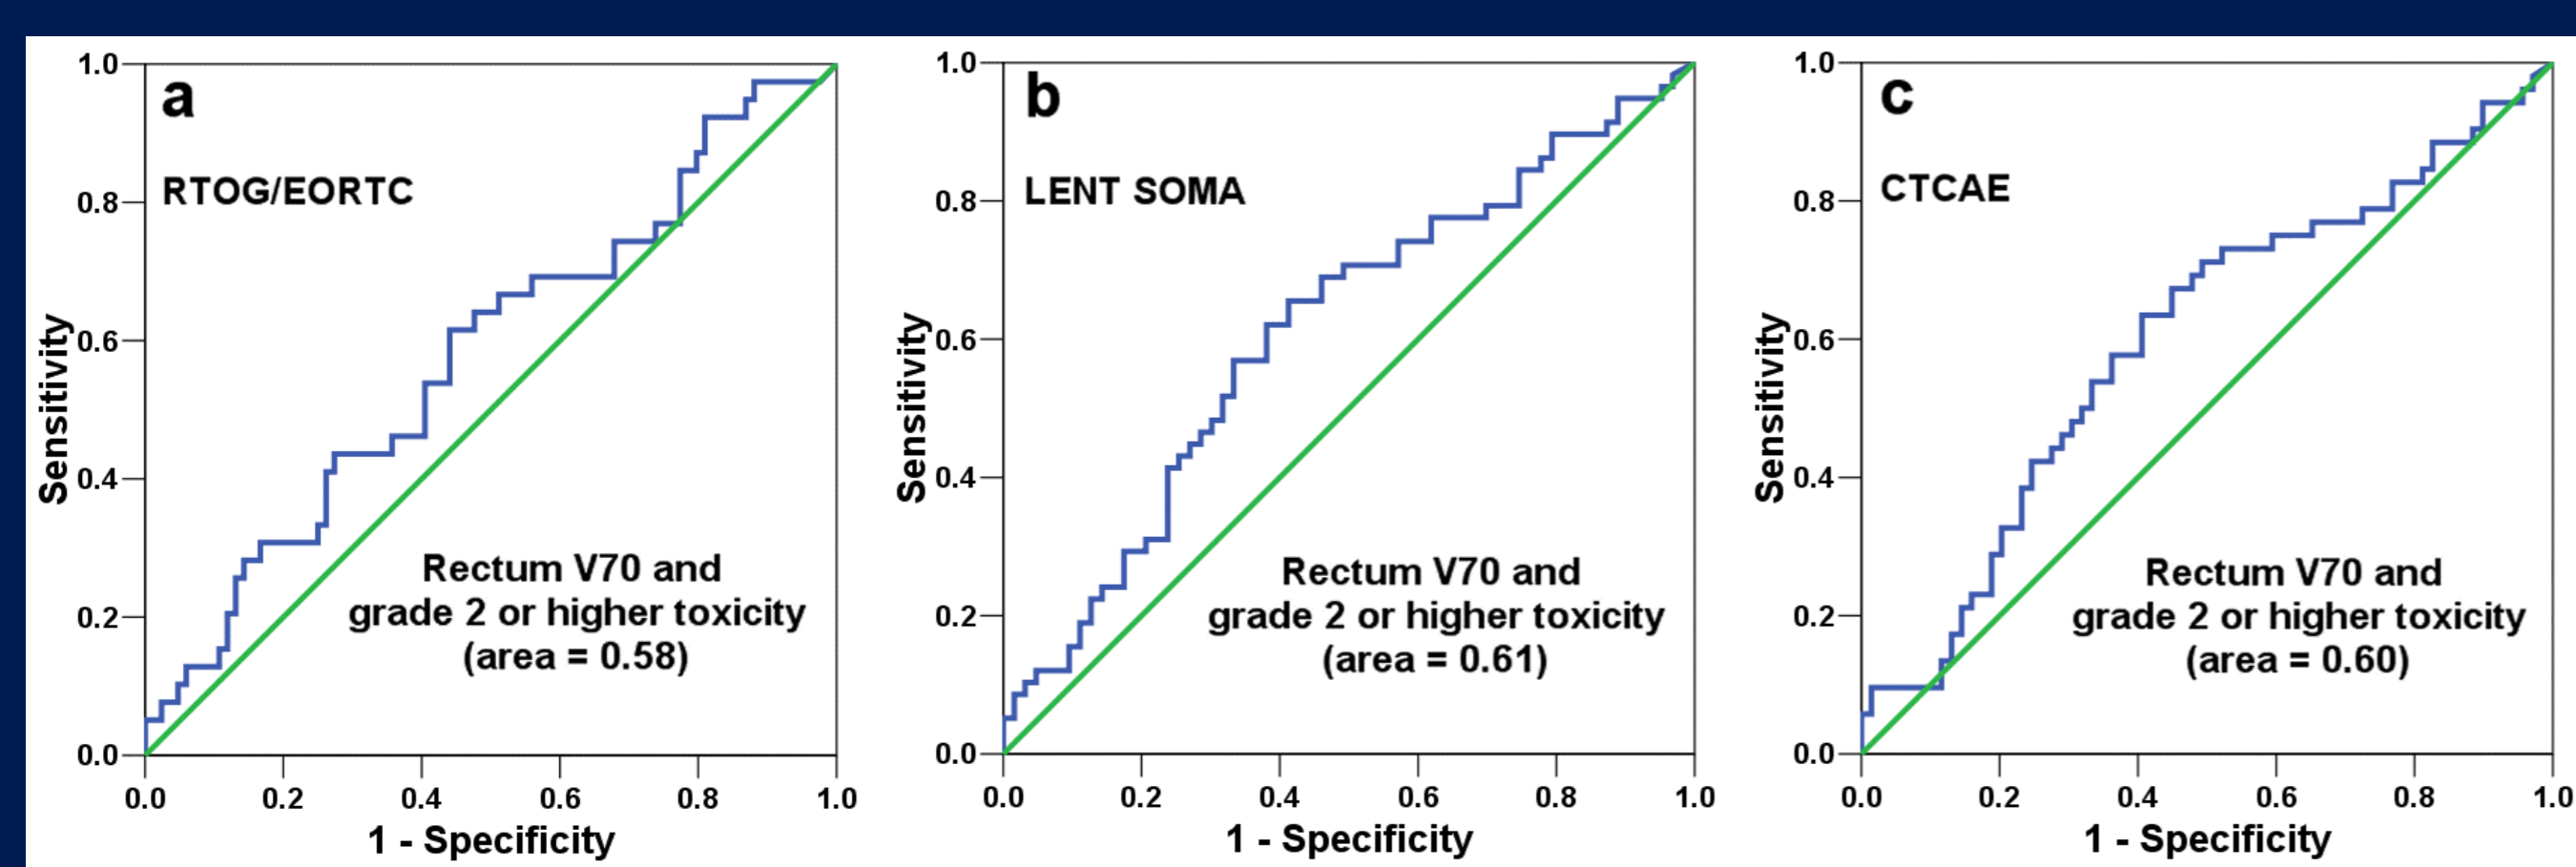 a
RTOG/EORTC
Sensitivity
1.0
0.8
0.6
0.4
0.2
0.0
Rectum V70 and
grade 2 or higher toxicity
(area = 0.58)
0.0 0.2 0.4 0.6 0.8 1.0
1 - Specificity
b
LENT SOMA
Sensitivity
1.0
0.8
0.6
0.4
0.2
0.0
Rectum V70 and
grade 2 or higher toxicity
(area = 0.61)
0.0 0.2 0.4 0.6 0.8 1.0
1 - Specificity
c
CTCAE
Sensitivity
1.0
0.8
0.6
0.4
0.2
0.0
Rectum V70 and
grade 2 or higher toxicity
(area = 0.60)
0.0 0.2 0.4 0.6 0.8 1.0
1 - Specificity